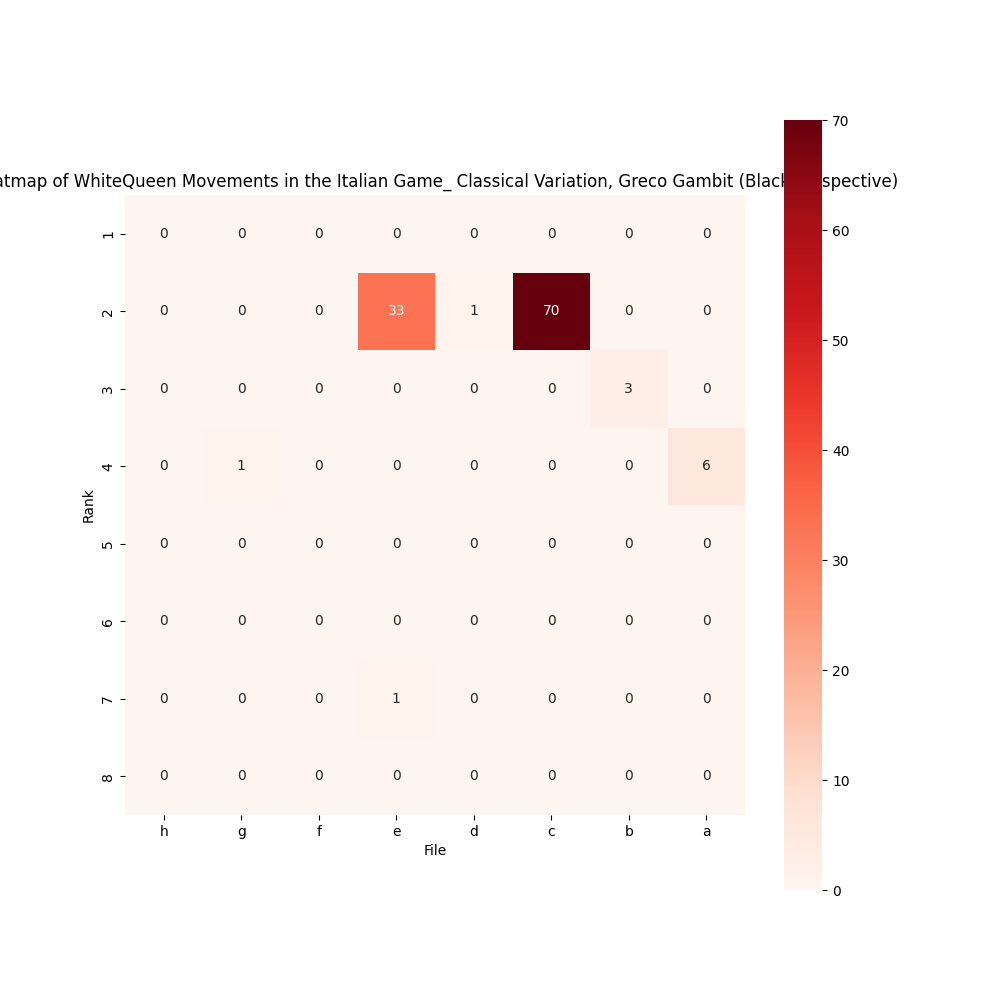 of WhiteQueen Movements in the Italian Game_ Classical Variation, Greco Gambit
70
60
50
40
30
20
10
0
1 0 0 0 0 0 0 0 0
2 0 0 0 33 1 70 0 0
3 0 0 0 0 0 0 3 0
4 0 1 0 0 0 0 0 6
5 0 0 0 0 0 0 0 0
6 0 0 0 0 0 0 0 0
7 0 0 0 1 0 0 0 0
8 0 0 0 0 0 0 0 0
Rank
h g f e d c b a
File